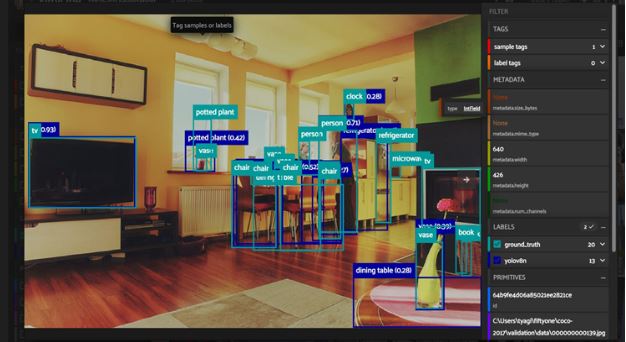 FILTER
Tag samples or labels
TAGS
sample tags 1
label tags 0
METADATA
None
metadata.size_bytes
None
metadata.mime_type
640
metadata.width
426
metadata.height
None
metadata.num_channels
LABELS 2
ground_truth 20
yolov8n 13
PRIMITIVES
64b9fe4d06a85021ee2821ce
id
C:\Users\tyagi\fiftyone\coco-
2017\validation\data\000000000139.jpg
type IntField
clock (0.28)
potted plant
person 0.71)
tv (0.93)
person
refrigerator
potted plant (0.42)
vase
microwav
tv
chair
chair
chair
chair
vase
book
dining table (0.28)